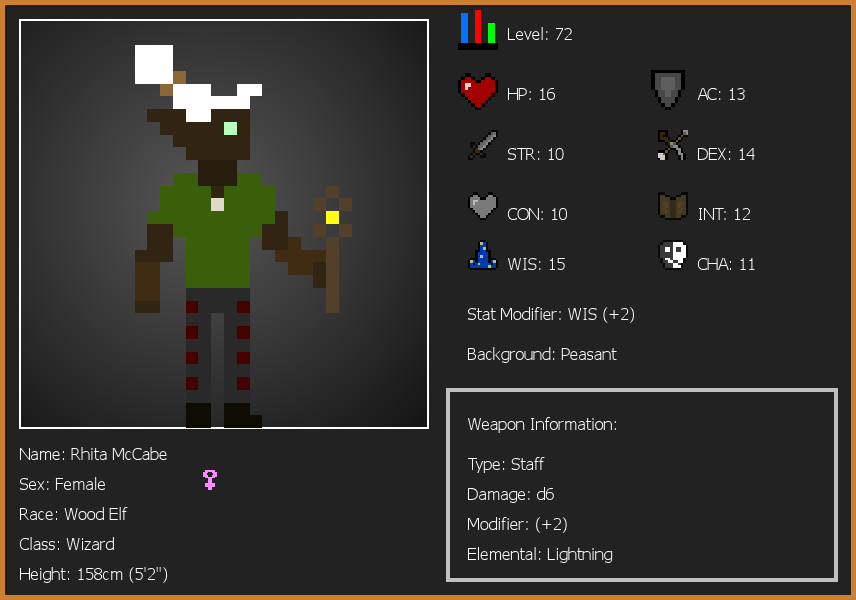 Level: 72
HP: 16
AC: 13
STR: 10
DEX: 14
CON: 10
INT: 12
WIS: 15
CHA: 11
Stat Modifier: WIS (+2)
Background: Peasant
Weapon Information:
Type: Staff
Damage: d6
Modifier: (+2)
Elemental: Lightning
Name: Rhita McCabe
Sex: Female
Race: Wood Elf
Class: Wizard
Height: 158cm (5'2")